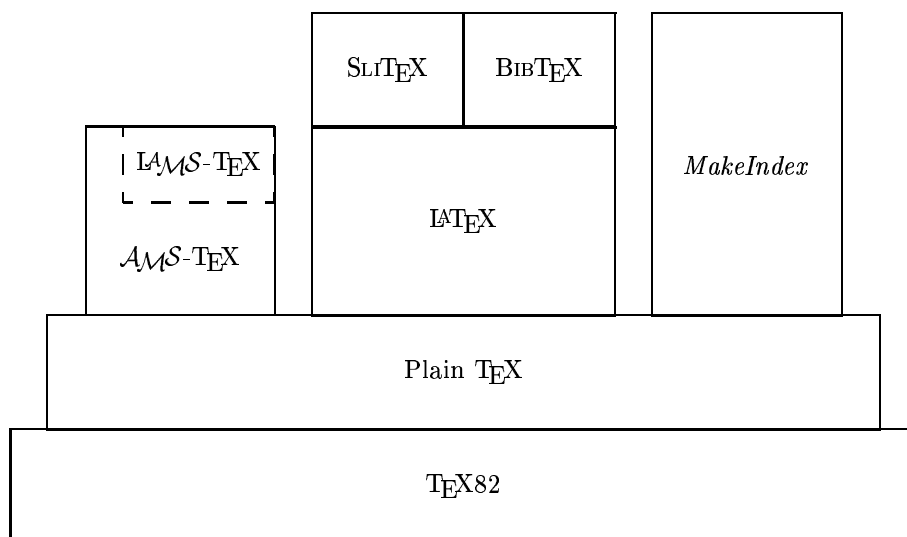 SLITEX
BIBTEX
LAMS-TEX
MakeIndex
LATEX
AMS-TEX
Plain TEX
TEX82